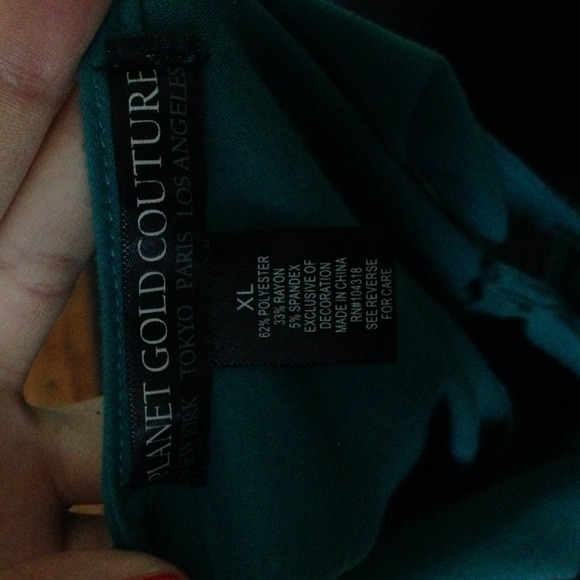 PLANET GOLD COUTURE
NEW YORK TOKYO PARIS LOS ANGELES
XL
62% POLYESTER
33% RAYON
5% SPANDEX
EXCLUSIVE OF
DECORATION
MADE IN CHINA
RN#104318
SEE REVERSE
FOR CARE